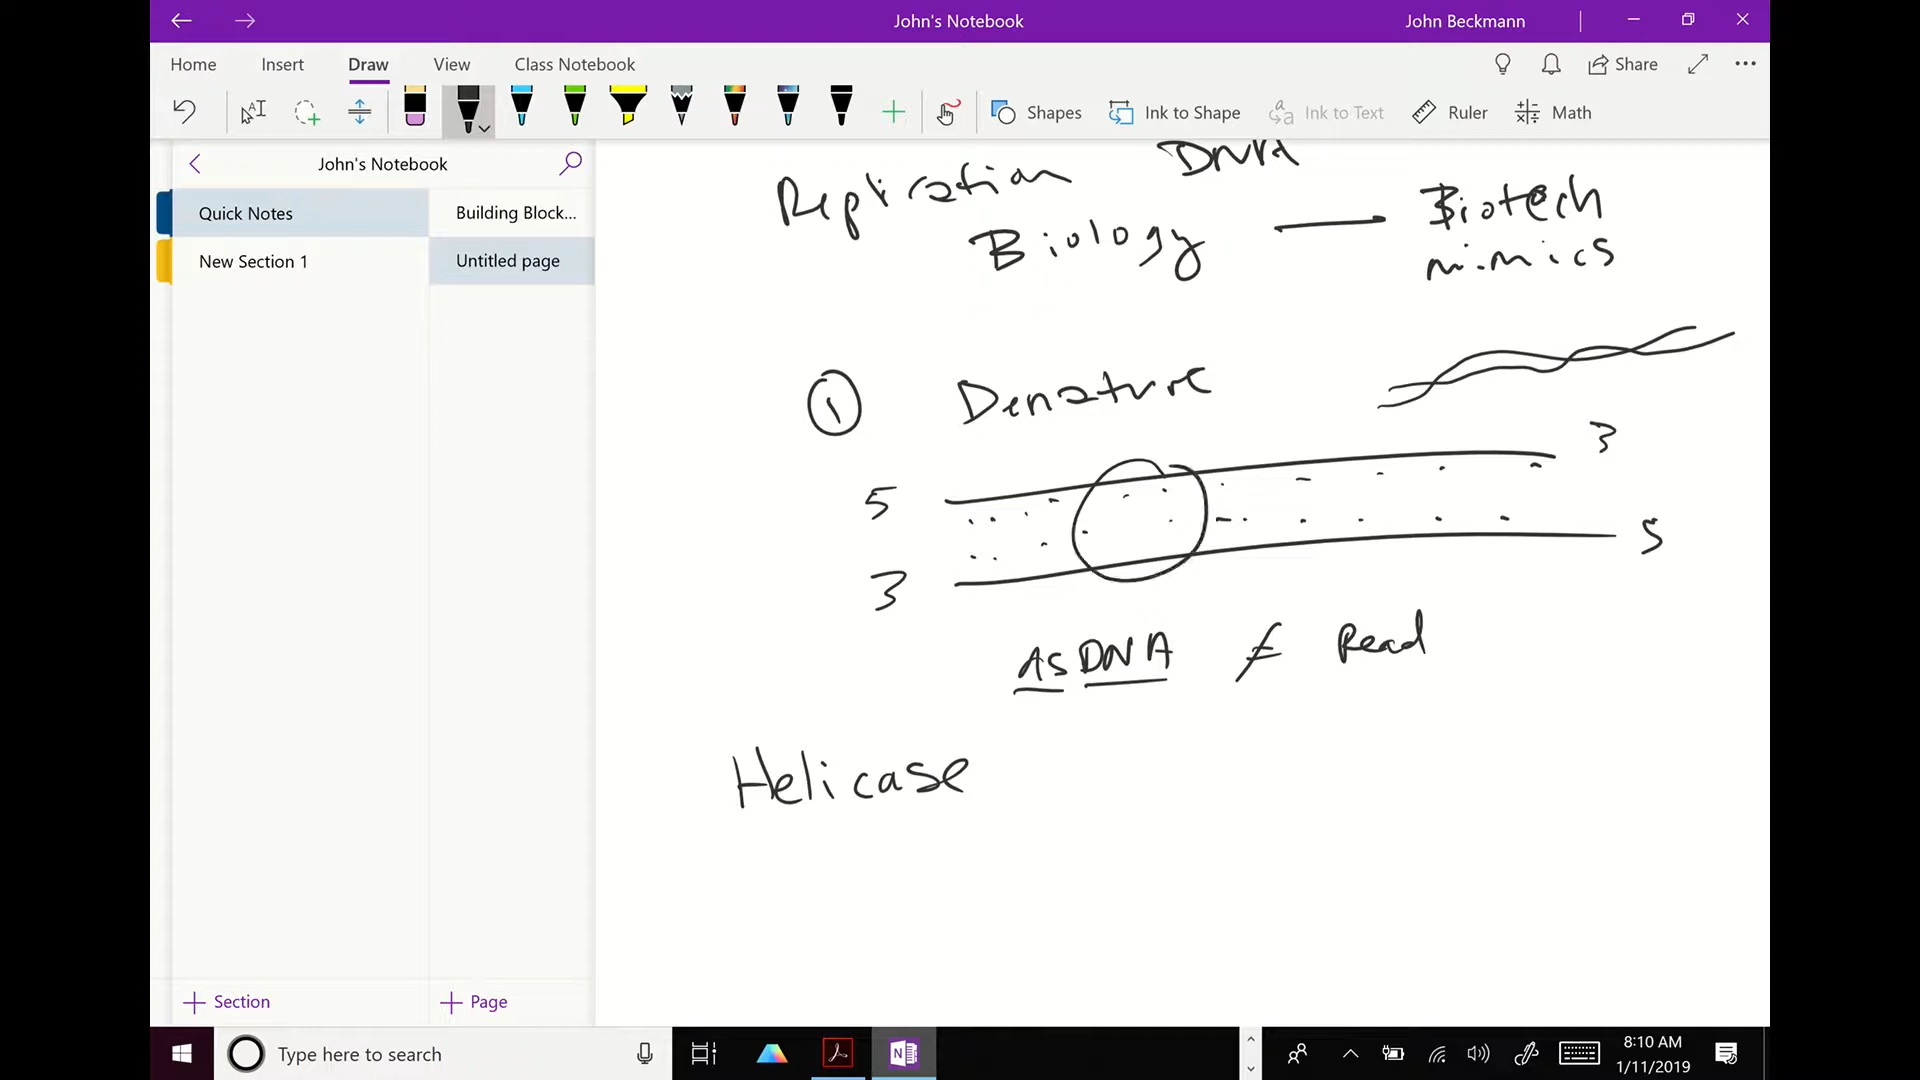 John's Notebook
John Beckmann
Home Insert Draw View Class Notebook
Share
Shapes Ink to Shape Ink to Text Ruler Math
John's Notebook
Quick Notes
New Section 1
Building Block...
Untitled page
DNA
Replication
Biology
Biotech
mimics
1 Denature
3
5
5
3
dsDNA ≠ Read
Helicase
Section
Page
Type here to search
8:10 AM
1/11/2019